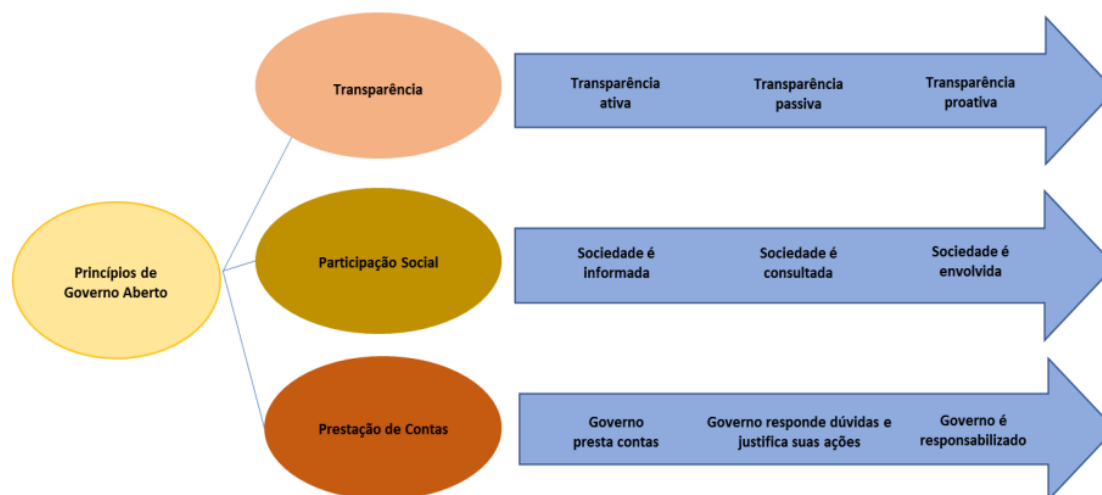 Princípios de
Governo Aberto
Transparência
Transparência
ativa
Transparência
passiva
Transparência
proativa
Participação Social
Sociedade é
informada
Sociedade é
consultada
Sociedade é
envolvida
Prestação de Contas
Governo
presta contas
Governo responde dúvidas e
justifica suas ações
Governo é
responsabilizado